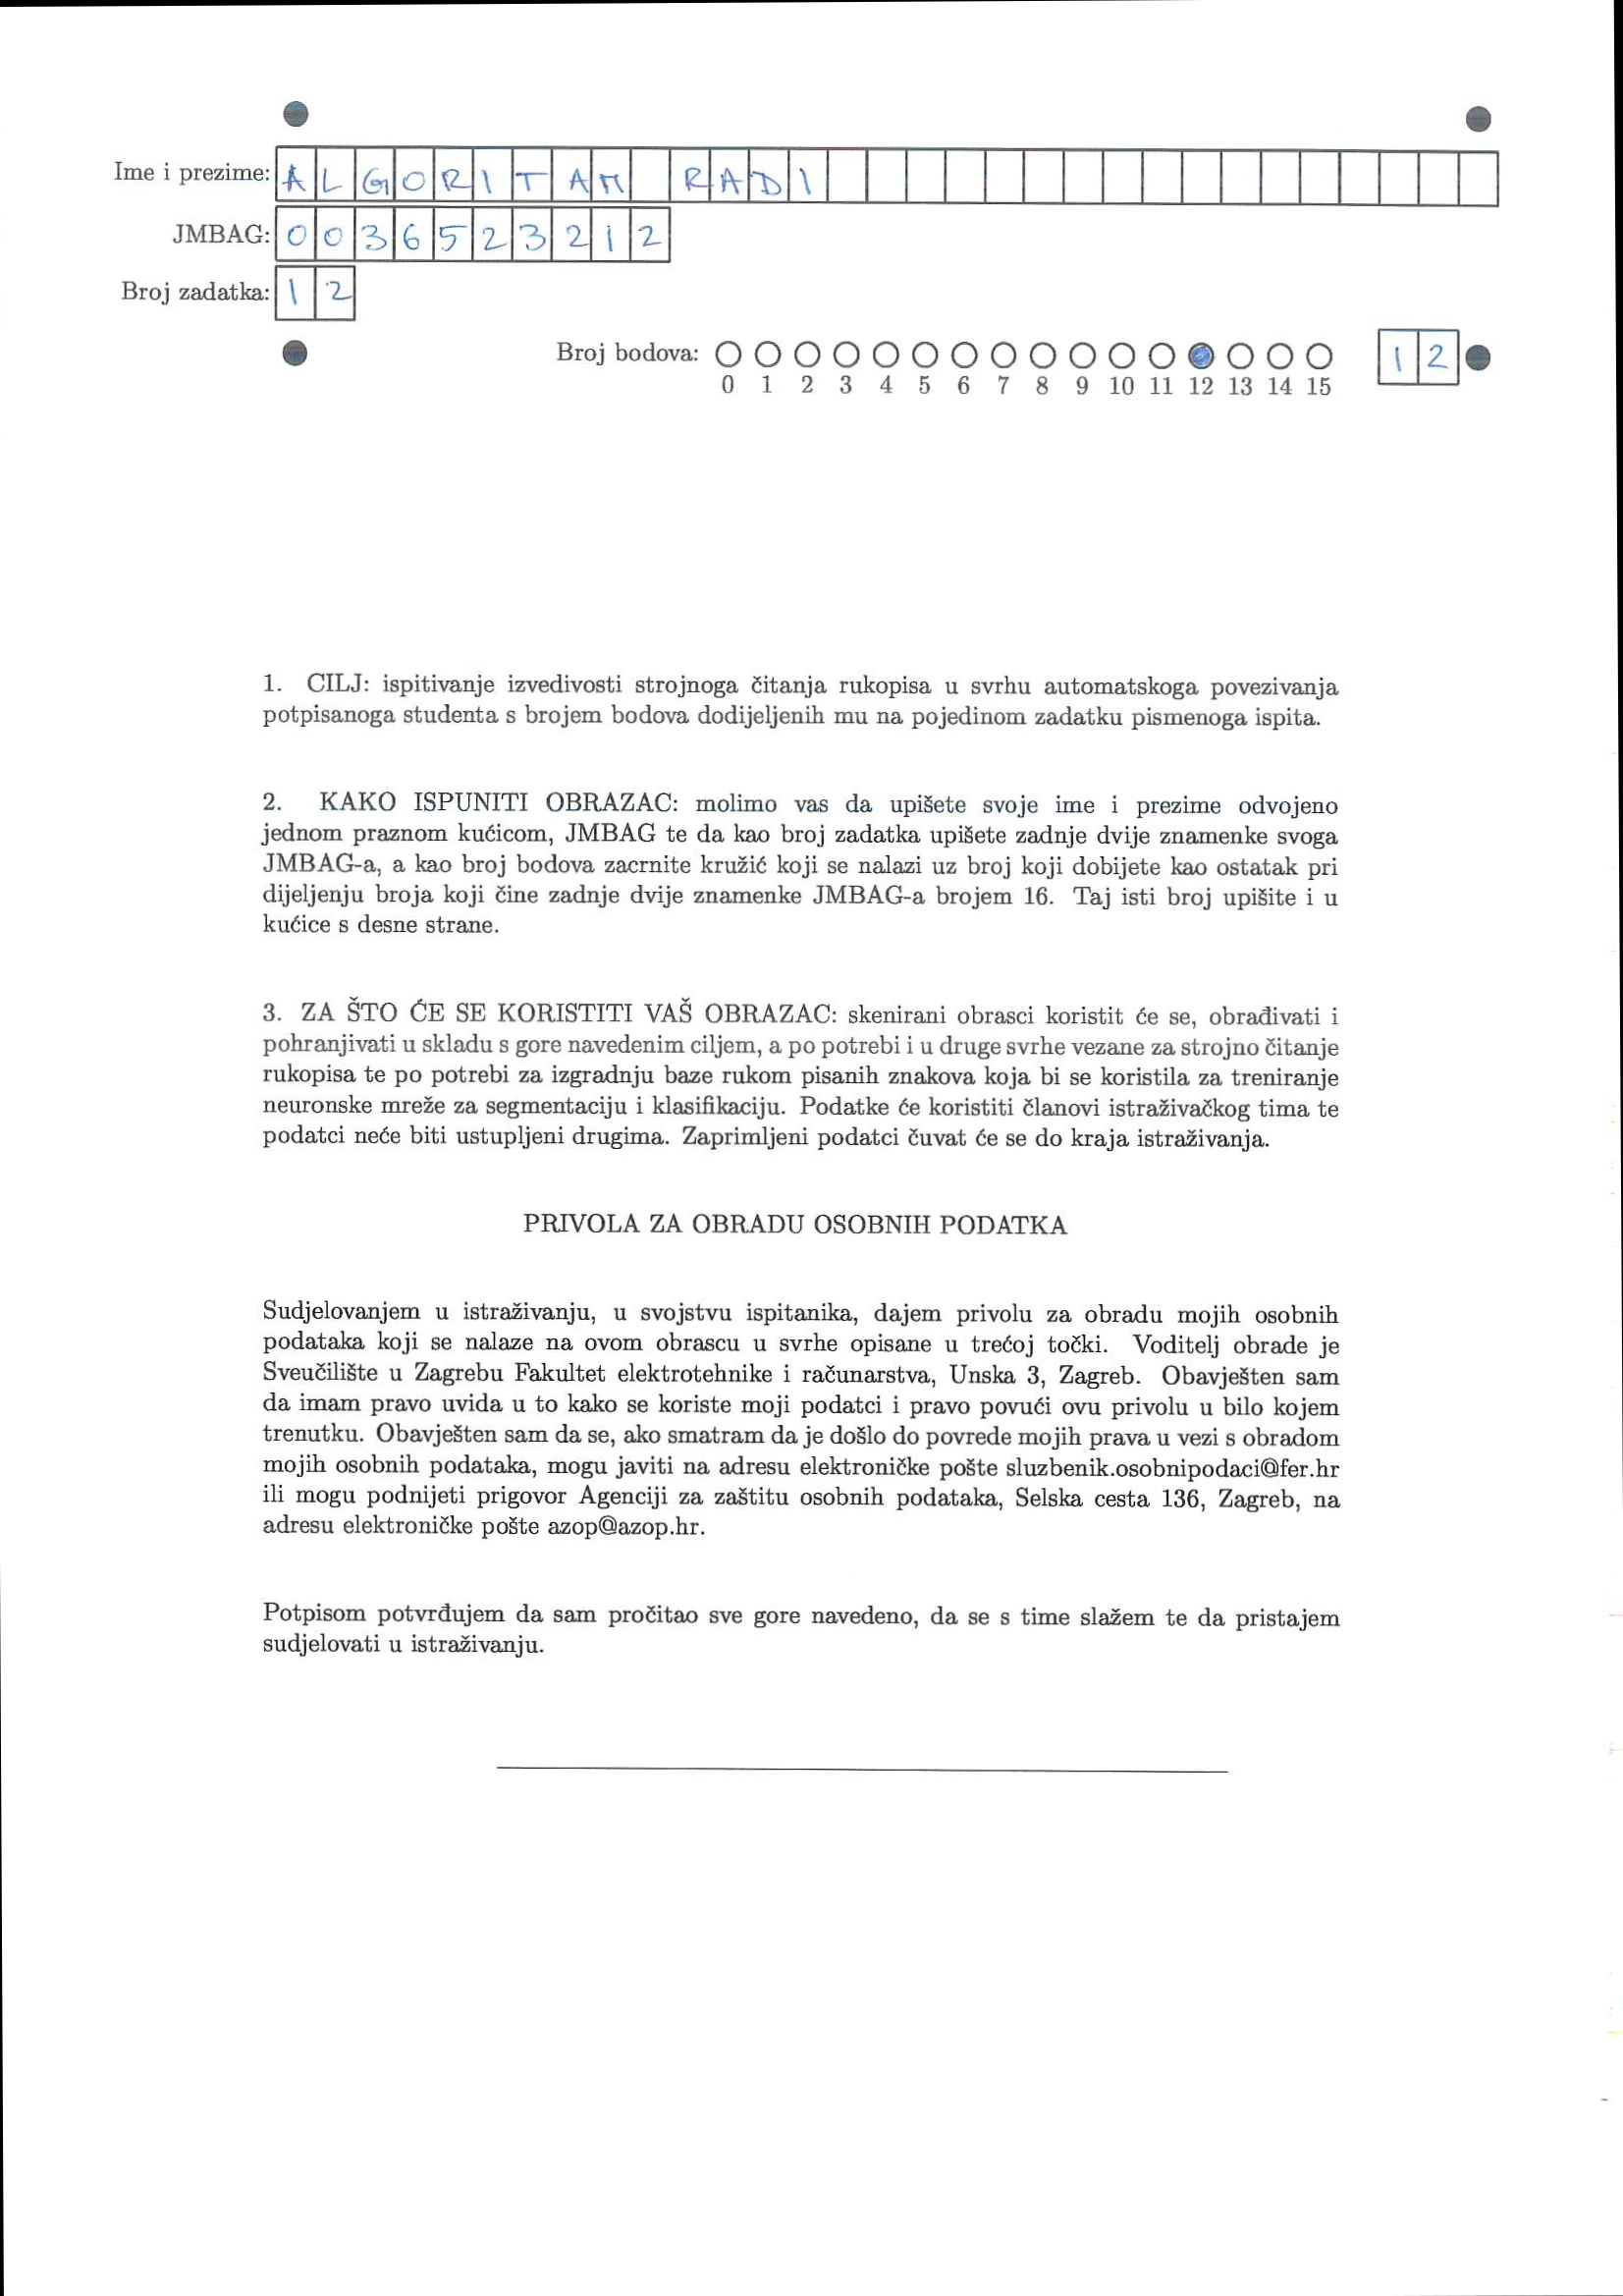 Ime i prezime: ALGORITAM RADI
JMBAG: 0036523212
Broj zadatka: 12
Broj bodova: 12
0 1 2 3 4 5 6 7 8 9 10 11 12 13 14 15
1. CILJ: ispitivanje izvedivosti strojnoga čitanja rukopisa u svrhu automatskoga povezivanja
potpisanoga studenta s brojem bodova dodijeljenih mu na pojedinom zadatku pismenoga ispita.
2. KAKO ISPUNITI OBRAZAC: molimo vas da upišete svoje ime i prezime odvojeno
jednom praznom kućicom, JMBAG te da kao broj zadatka upišete zadnje dvije znamenke svoga
JMBAG-a, a kao broj bodova zacrnite kružić koji se nalazi uz broj koji dobijete kao ostatak pri
dijeljenju broja koji čine zadnje dvije znamenke JMBAG-a brojem 16. Taj isti broj upišite i u
kućice s desne strane.
3. ZA ŠTO ĆE SE KORISTITI VAŠ OBRAZAC: skenirani obrasci koristit će se, obrađivati i
pohranjivati u skladu s gore navedenim ciljem, a po potrebi i u druge svrhe vezane za strojno čitanje
rukopisa te po potrebi za izgradnju baze rukom pisanih znakova koja bi se koristila za treniranje
neuronske mreže za segmentaciju i klasifikaciju. Podatke će koristiti članovi istraživačkog tima te
podatci neće biti ustupljeni drugima. Zaprimljeni podatci čuvat će se do kraja istraživanja.
PRIVOLA ZA OBRADU OSOBNIH PODATKA
Sudjelovanjem u istraživanju, u svojstvu ispitanika, dajem privolu za obradu mojih osobnih
podataka koji se nalaze na ovom obrascu u svrhe opisane u trećoj točki. Voditelj obrade je
Sveučilište u Zagrebu Fakultet elektrotehnike i računarstva, Unska 3, Zagreb. Obavješten sam
da imam pravo uvida u to kako se koriste moji podatci i pravo povući ovu privolu u bilo kojem
trenutku. Obavješten sam da se, ako smatram da je došlo do povrede mojih prava u vezi s obradom
mojih osobnih podataka, mogu javiti na adresu elektroničke pošte sluzbenik.osobnipodaci@fer.hr
ili mogu podnijeti prigovor Agenciji za zaštitu osobnih podataka, Selska cesta 136, Zagreb, na
adresu elektroničke pošte azop@azop.hr.
Potpisom potvrđujem da sam pročitao sve gore navedeno, da se s time slažem te da pristajem
sudjelovati u istraživanju.